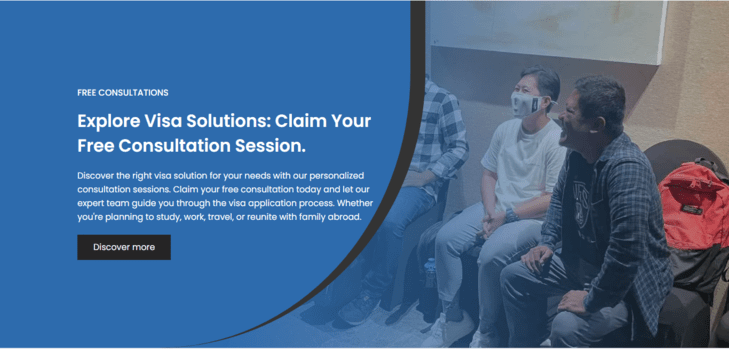 FREE CONSULTATIONS
Explore Visa Solutions: Claim Your
Free Consultation Session.
Discover the right visa solution for your needs with our personalized
consultation sessions. Claim your free consultation today and let our
expert team guide you through the visa application process. Whether
you're planning to study, work, travel, or reunite with family abroad.
Discover more